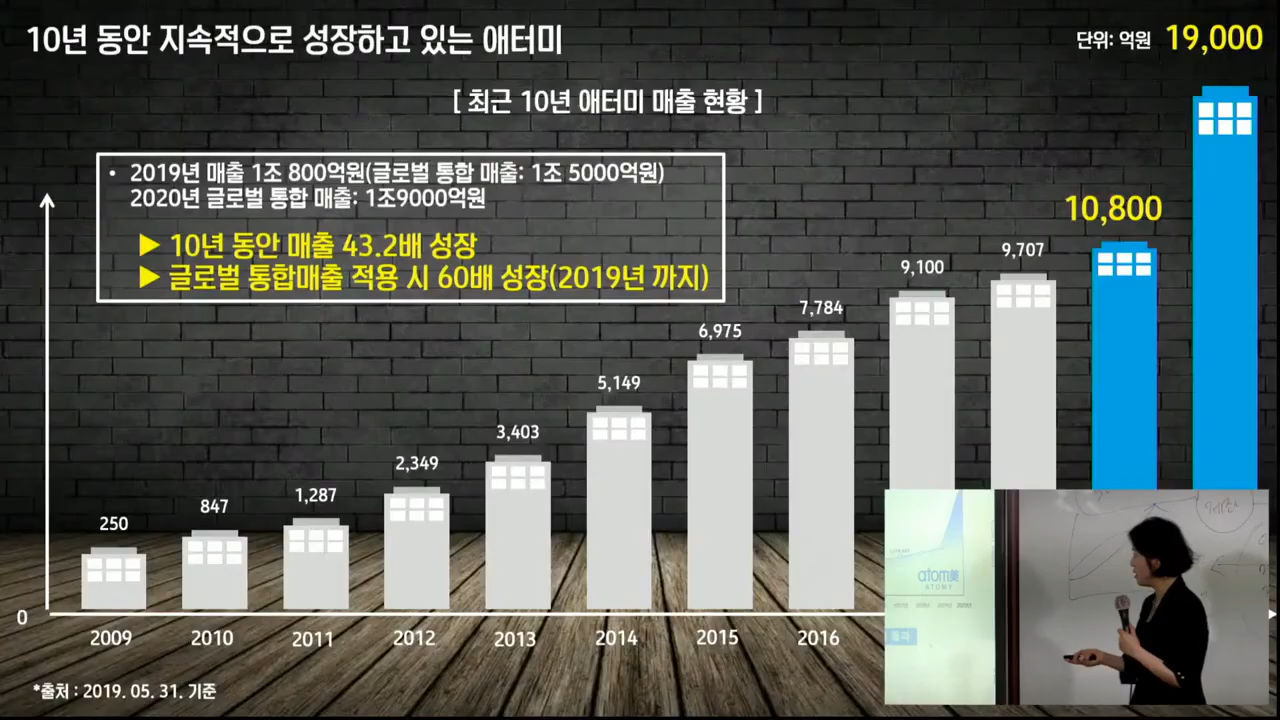 10년 동안 지속적으로 성장하고 있는 애터미
단위: 억원 19,000
[ 최근 10년 애터미 매출 현황 ]
• 2019년 매출 1조 800억원(글로벌 통합 매출: 1조 5000억원)
2020년 글로벌 통합 매출: 1조9000억원
▶ 10년 동안 매출 43.2배 성장
▶ 글로벌 통합매출 적용 시 60배 성장(2019년 까지)
10,800
9,707
9,100
7,784
6,975
5,149
3,403
2,349
1,287
847
250
0
2009 2010 2011 2012 2013 2014 2015 2016
*출처 : 2019. 05. 31. 기준
atom美
ATOMY
돌파